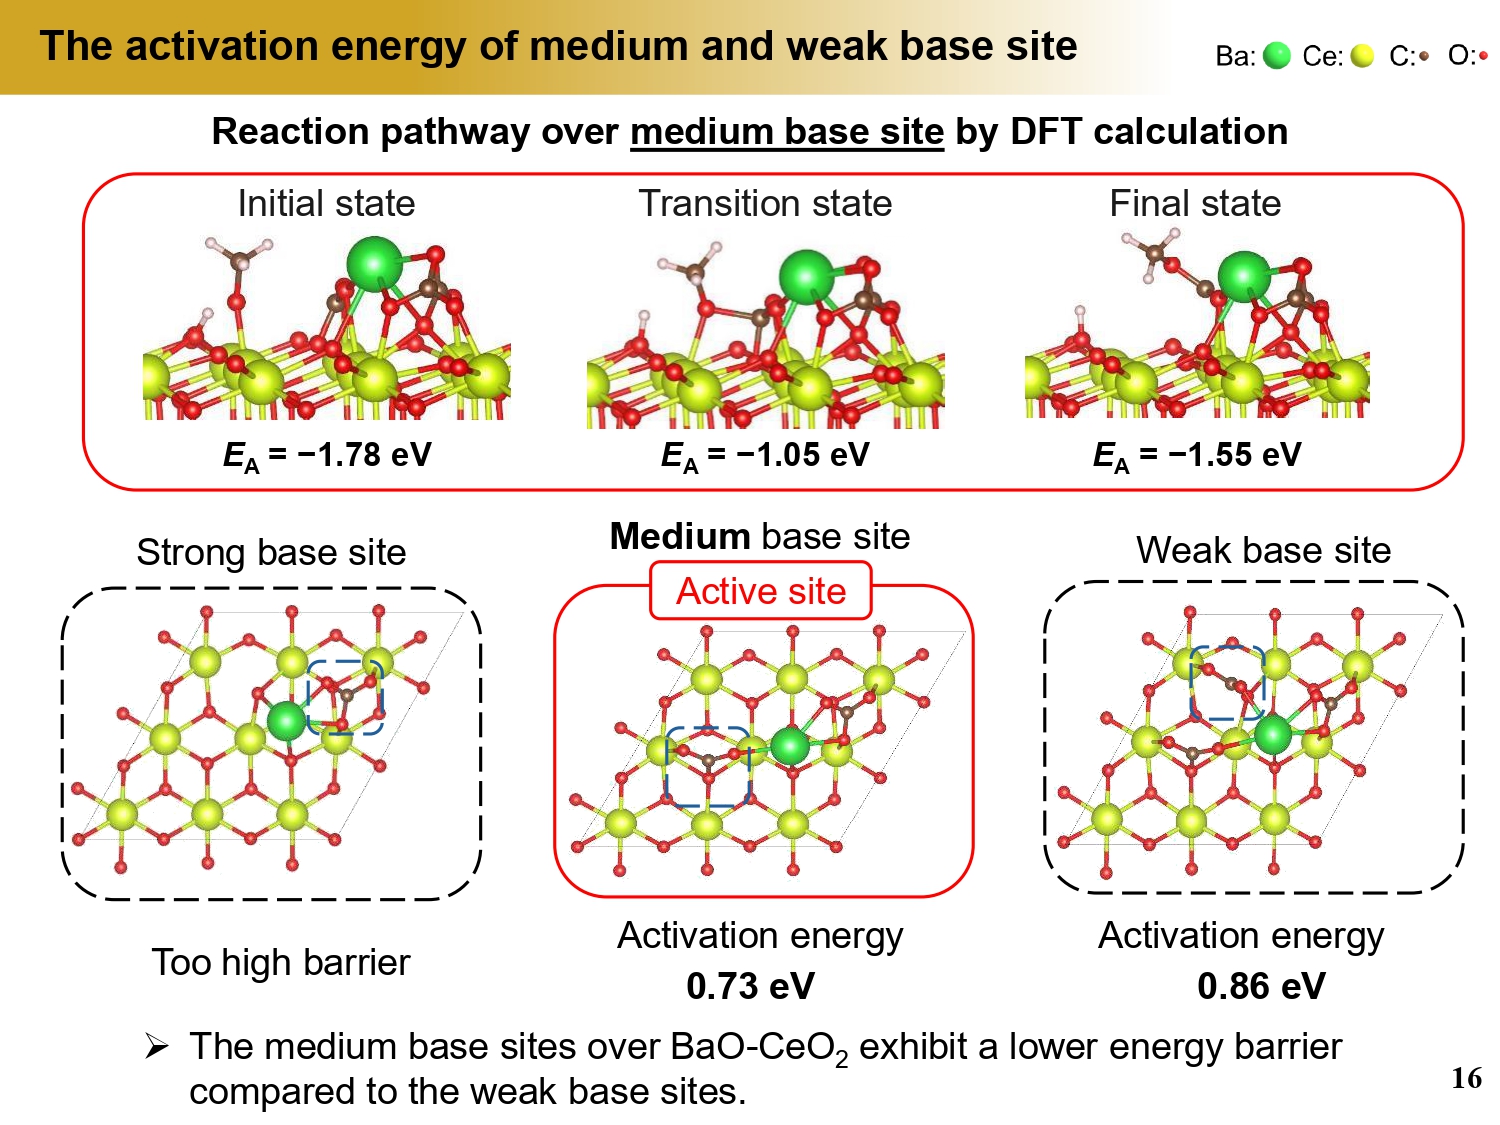 The activation energy of medium and weak base site
Ba: Ce: C: O:
Reaction pathway over medium base site by DFT calculation
Initial state
Transition state
Final state
EA = −1.78 eV
EA = −1.05 eV
EA = −1.55 eV
Strong base site
Medium base site
Weak base site
Active site
Too high barrier
Activation energy
0.73 eV
Activation energy
0.86 eV
➢ The medium base sites over BaO-CeO2 exhibit a lower energy barrier
compared to the weak base sites.
16